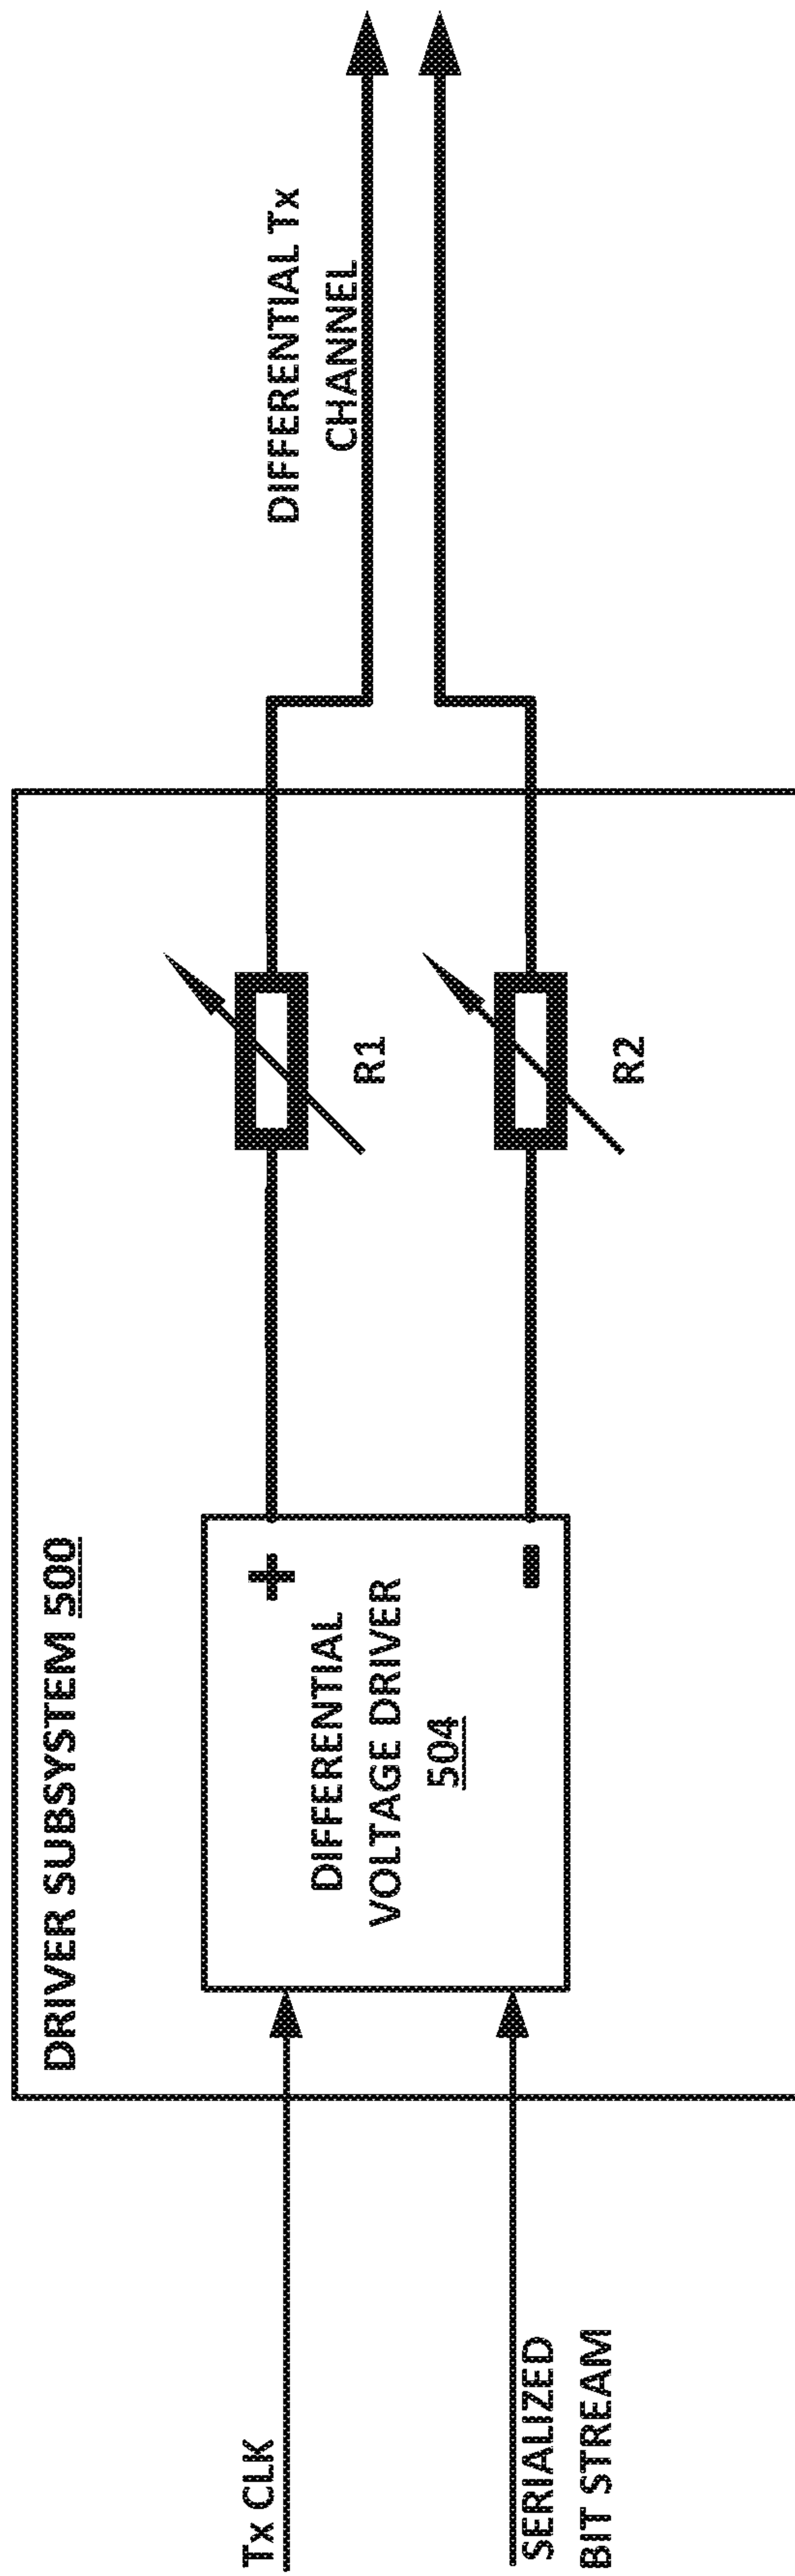 DRIVER SUBSYSTEM 500
Tx CLK
SERIALIZED
BIT STREAM
DIFFERENTIAL
VOLTAGE DRIVER
504
+
-
R1
R2
DIFFERENTIAL Tx
CHANNEL